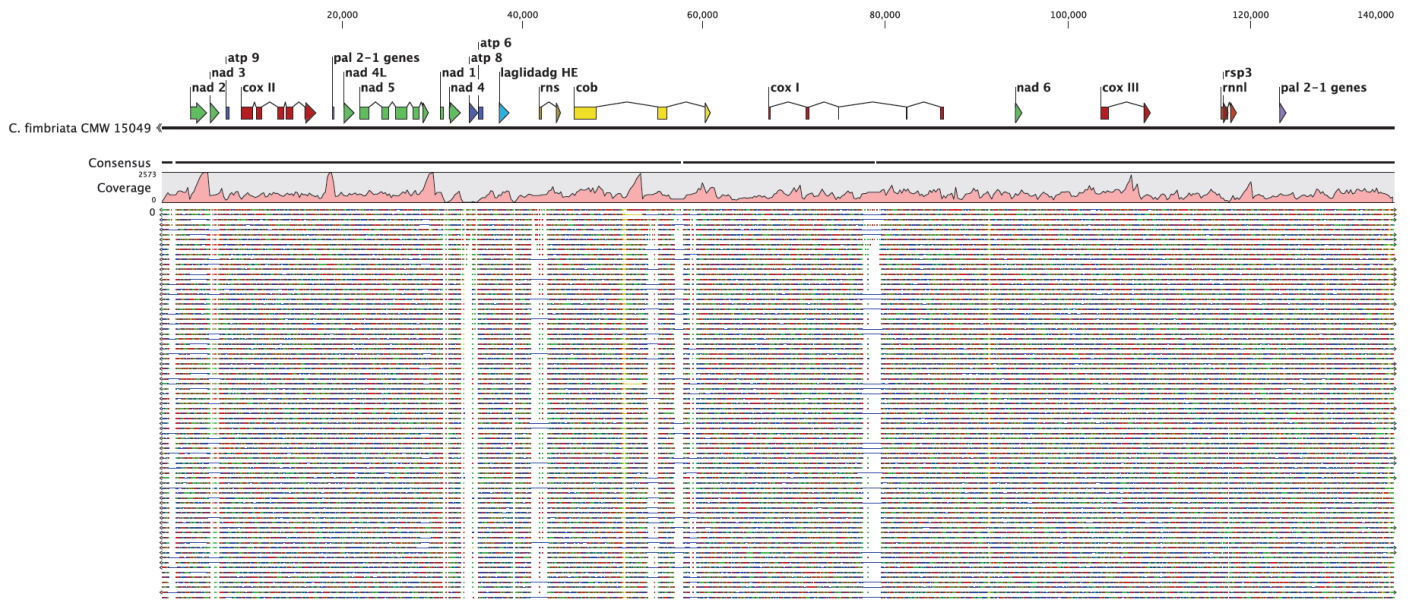 20,000 40,000 60,000 80,000 100,000 120,000 140,000
atp 6
atp 9 pal 2-1 genes atp 8 rsp3
nad 3 nad 4L nad 1 laglidadg HE
nad 2 cox II nad 5 nad 4 rns cob cox I nad 6 cox III rnnl pal 2-1 genes
C. fimbriata CMW 15049
Consensus
2573
Coverage
0
0